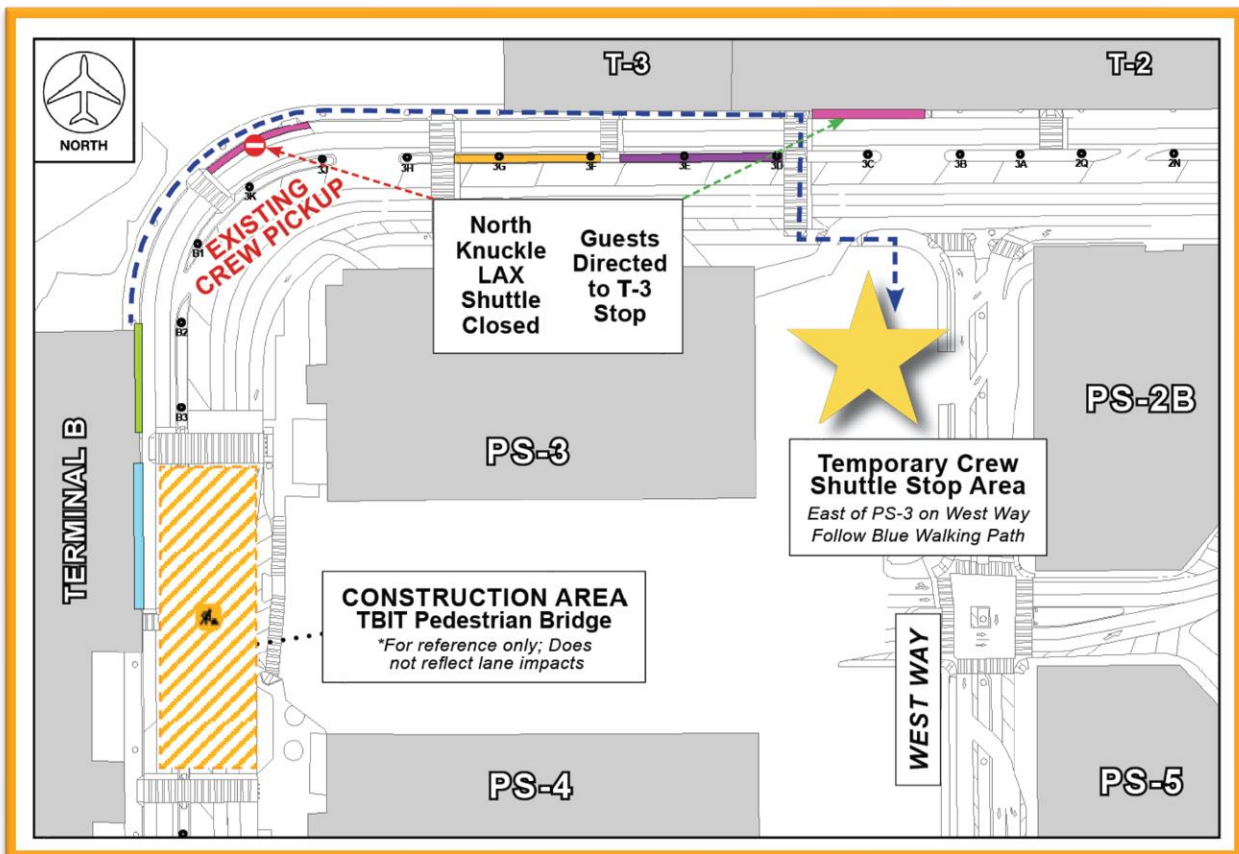 NORTH
T-3
T-2
3J
3H
3G
3F
3E
3D
3C
3B
3A
2Q
2N
3K
B1
EXISTING
CREW PICKUP
North
Knuckle
LAX
Shuttle
Closed
Guests
Directed
to T-3
Stop
B2
B3
TERMINAL B
PS-3
PS-2B
Temporary Crew
Shuttle Stop Area
East of PS-3 on West Way
Follow Blue Walking Path
CONSTRUCTION AREA
TBIT Pedestrian Bridge
*For reference only; Does
not reflect lane impacts
WEST WAY
PS-4
PS-5